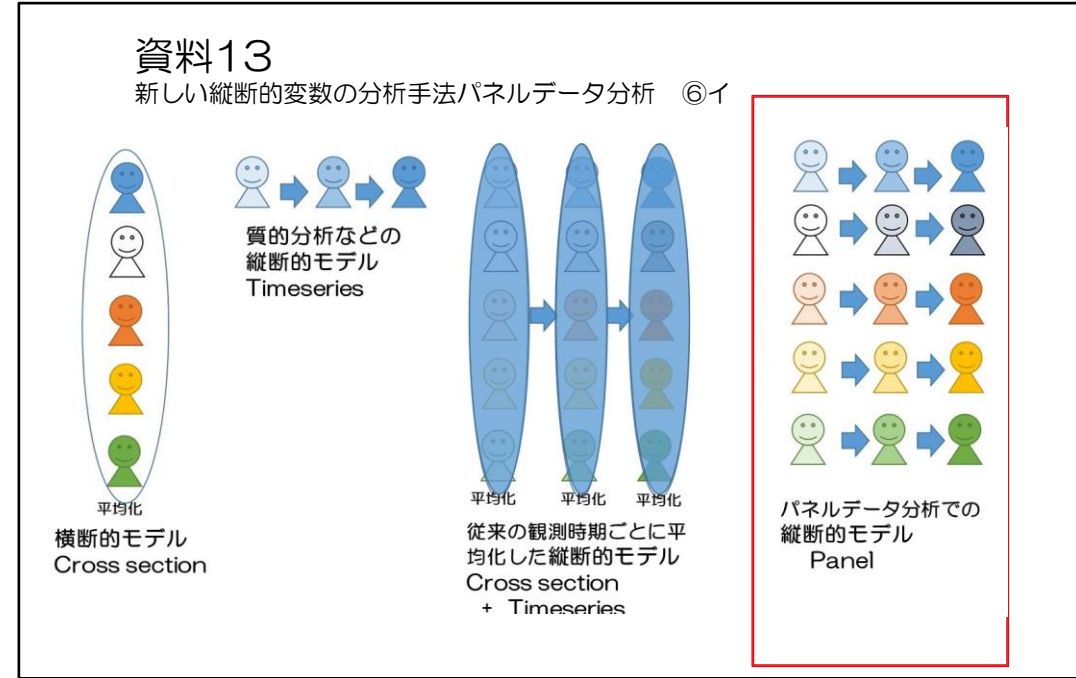 資料13
新しい縦断的変数の分析手法パネルデータ分析　⑥イ
平均化
横断的モデル
Cross section
質的分析などの
縦断的モデル
Timeseries
平均化　平均化　平均化
従来の観測時期ごとに平
均化した縦断的モデル
Cross section
+ Timeseries
パネルデータ分析での
縦断的モデル
Panel